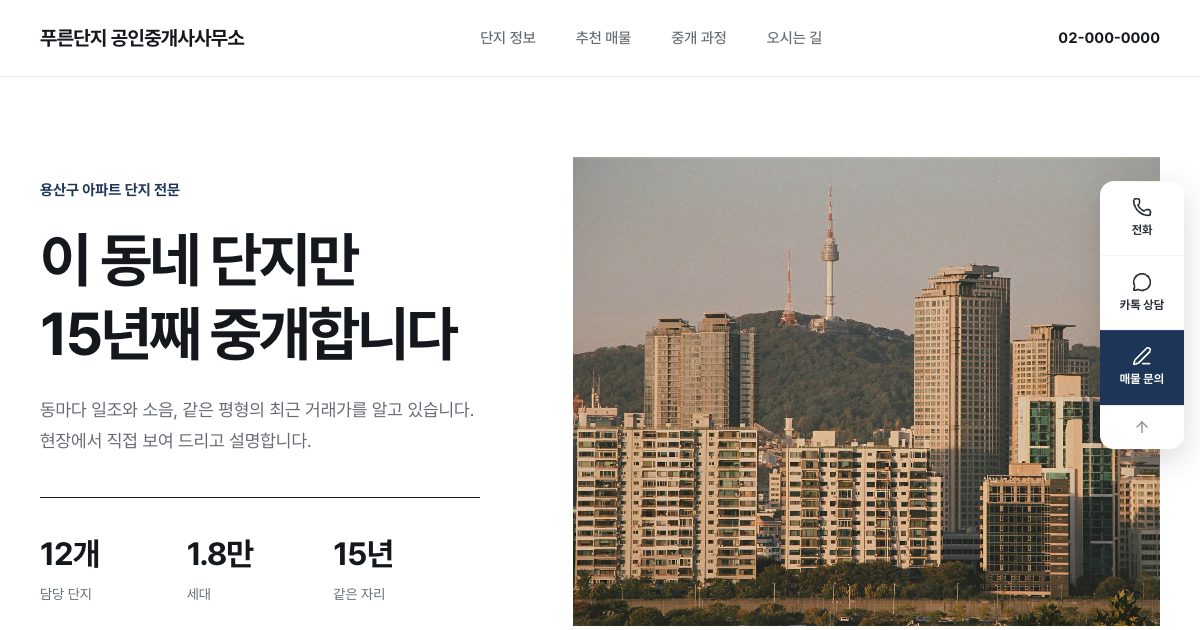 푸른단지 공인중개사사무소
단지 정보
추천 매물
중개 과정
오시는 길
02-000-0000
용산구 아파트 단지 전문
이 동네 단지만
15년째 중개합니다
동마다 일조와 소음, 같은 평형의 최근 거래가를 알고 있습니다.
현장에서 직접 보여 드리고 설명합니다.
12개
담당 단지
1.8만
세대
15년
같은 자리
전화
카톡 상담
매물 문의